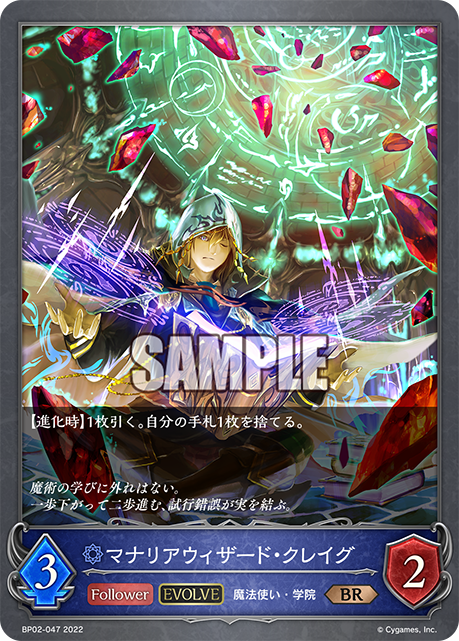 SAMPLE
【進化時】1枚引く。自分の手札1枚を捨てる。
魔術の学びに外れはない。
一歩下がって二歩進む、試行錯誤が実を結ぶ。
マナリアウィザード・クレイグ
3
2
Follower EVOLVE 魔法使い・学院 BR
BP02-047 2022
© Cygames, Inc.